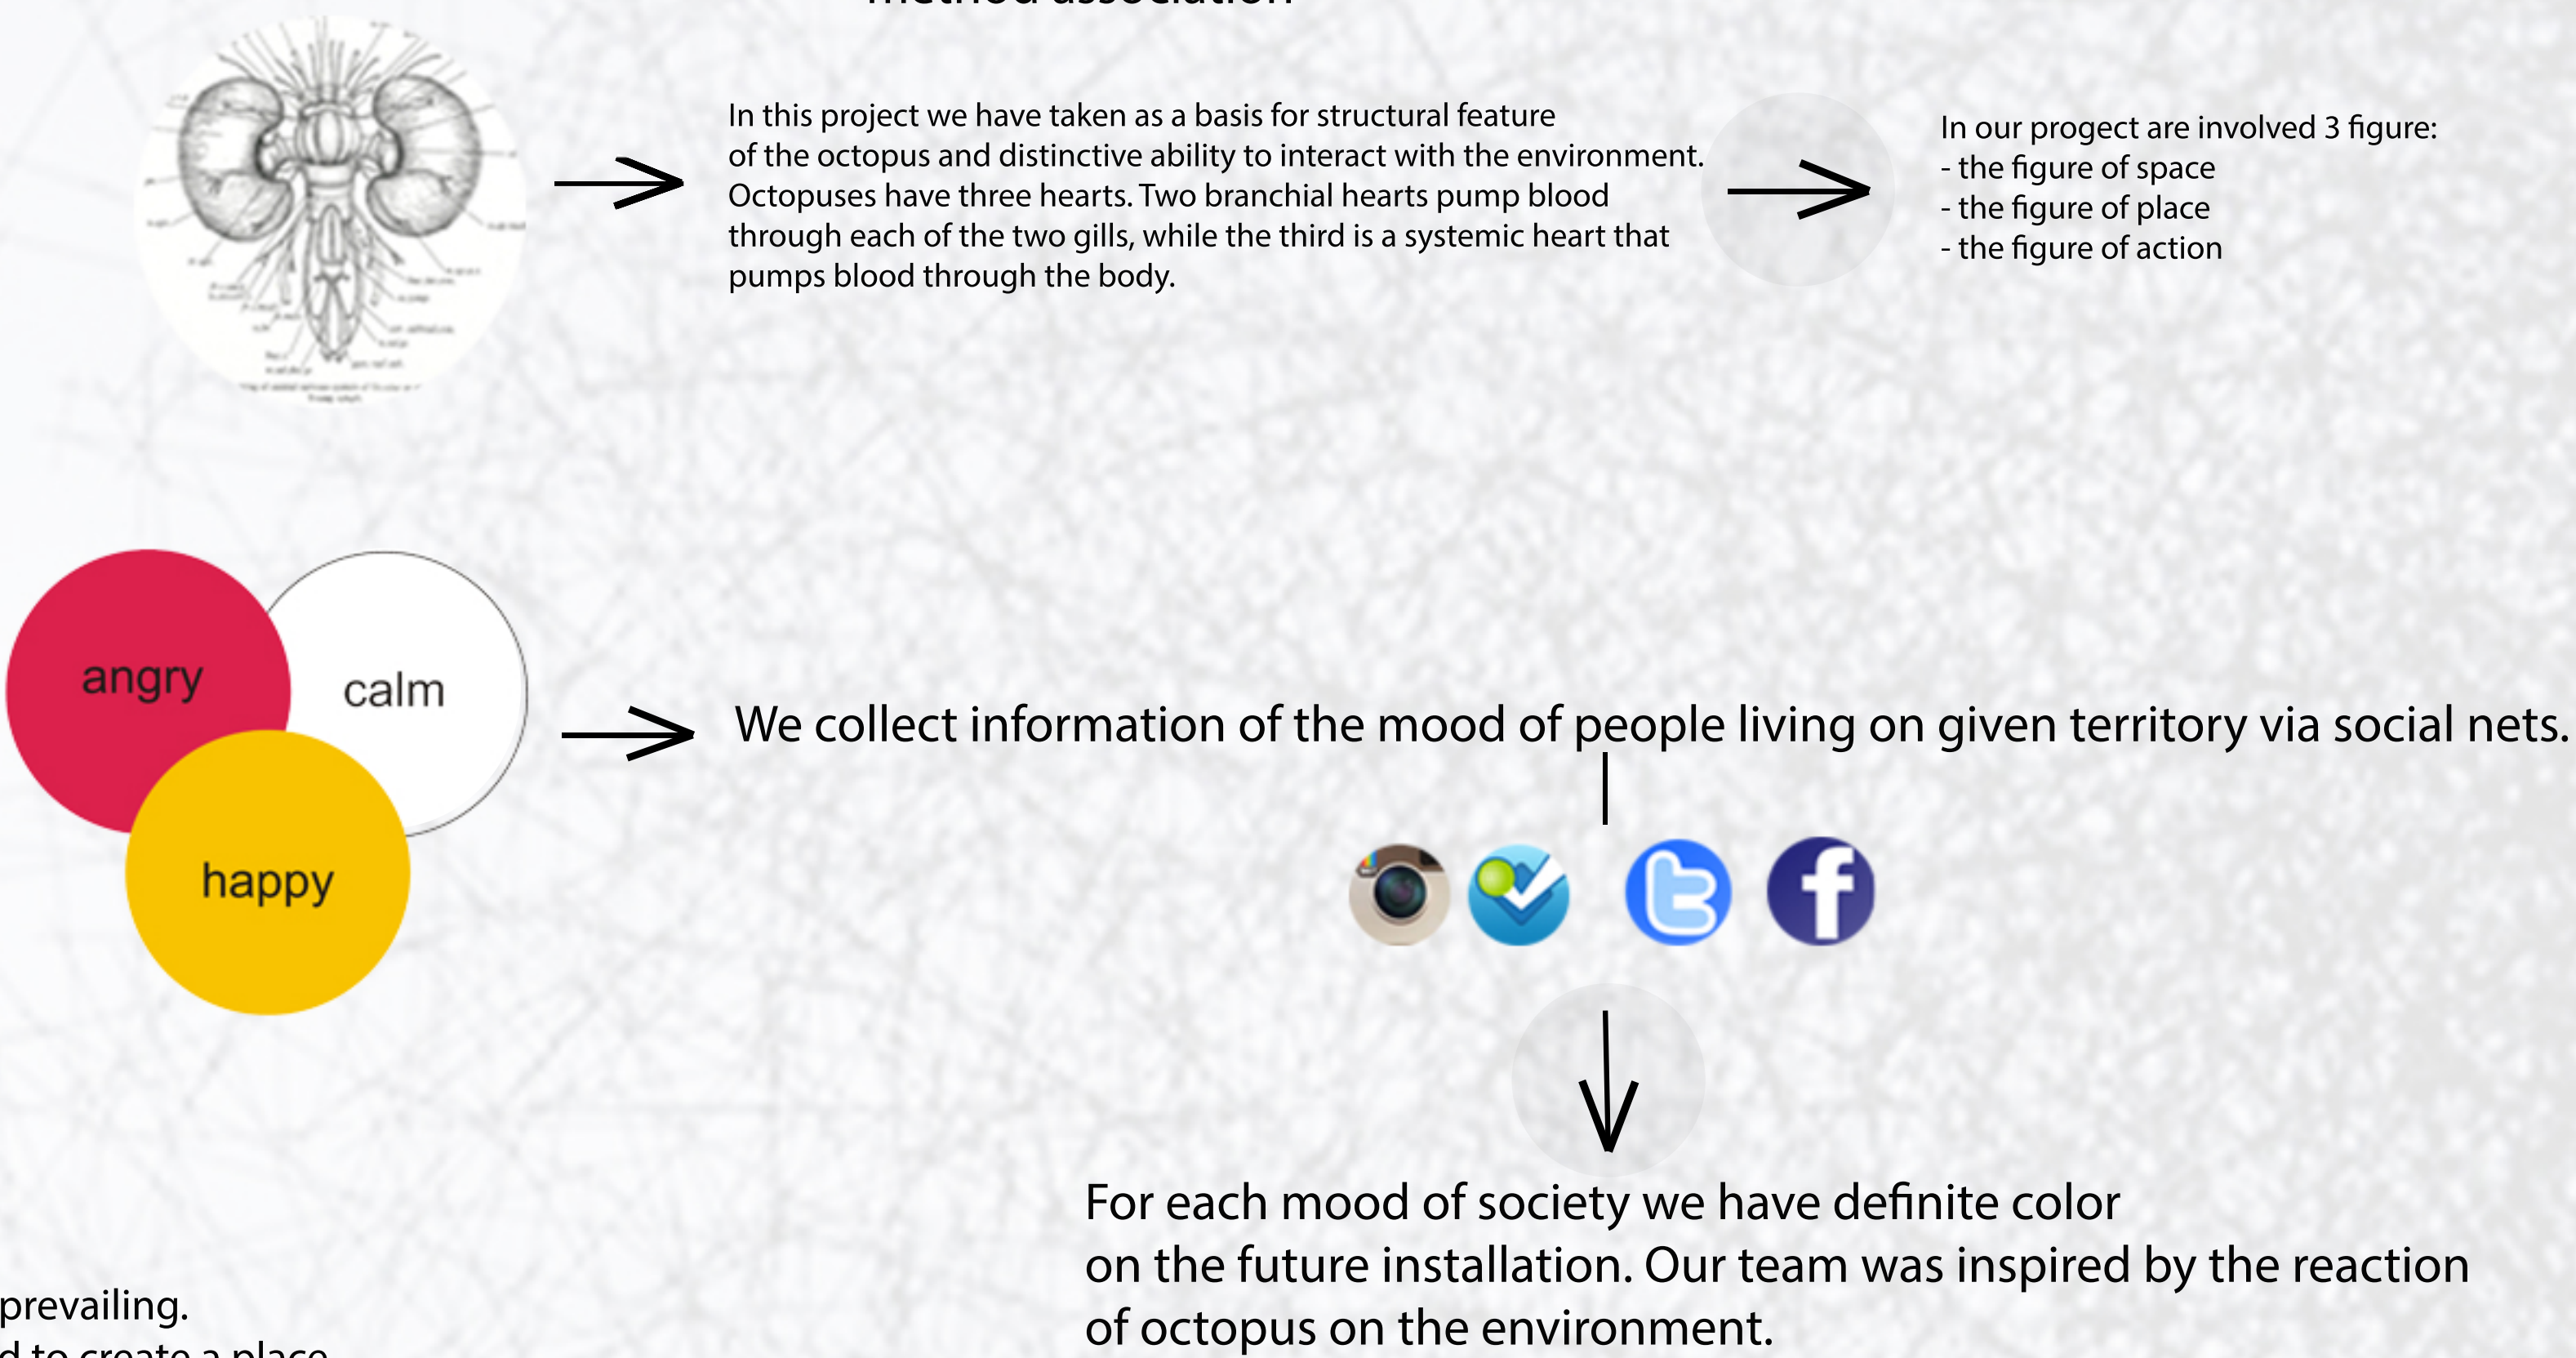 method association
In this project we have taken as a basis for structural feature
of the octopus and distinctive ability to interact with the environment.
Octopuses have three hearts. Two branchial hearts pump blood
through each of the two gills, while the third is a systemic heart that
pumps blood through the body.
In our progect are involved 3 figure:
- the figure of space
- the figure of place
- the figure of action
angry
calm
happy
We collect information of the mood of people living on given territory via social nets.
For each mood of society we have definite color
on the future installation. Our team was inspired by the reaction
of octopus on the environment.
prevailing.
d to create a place